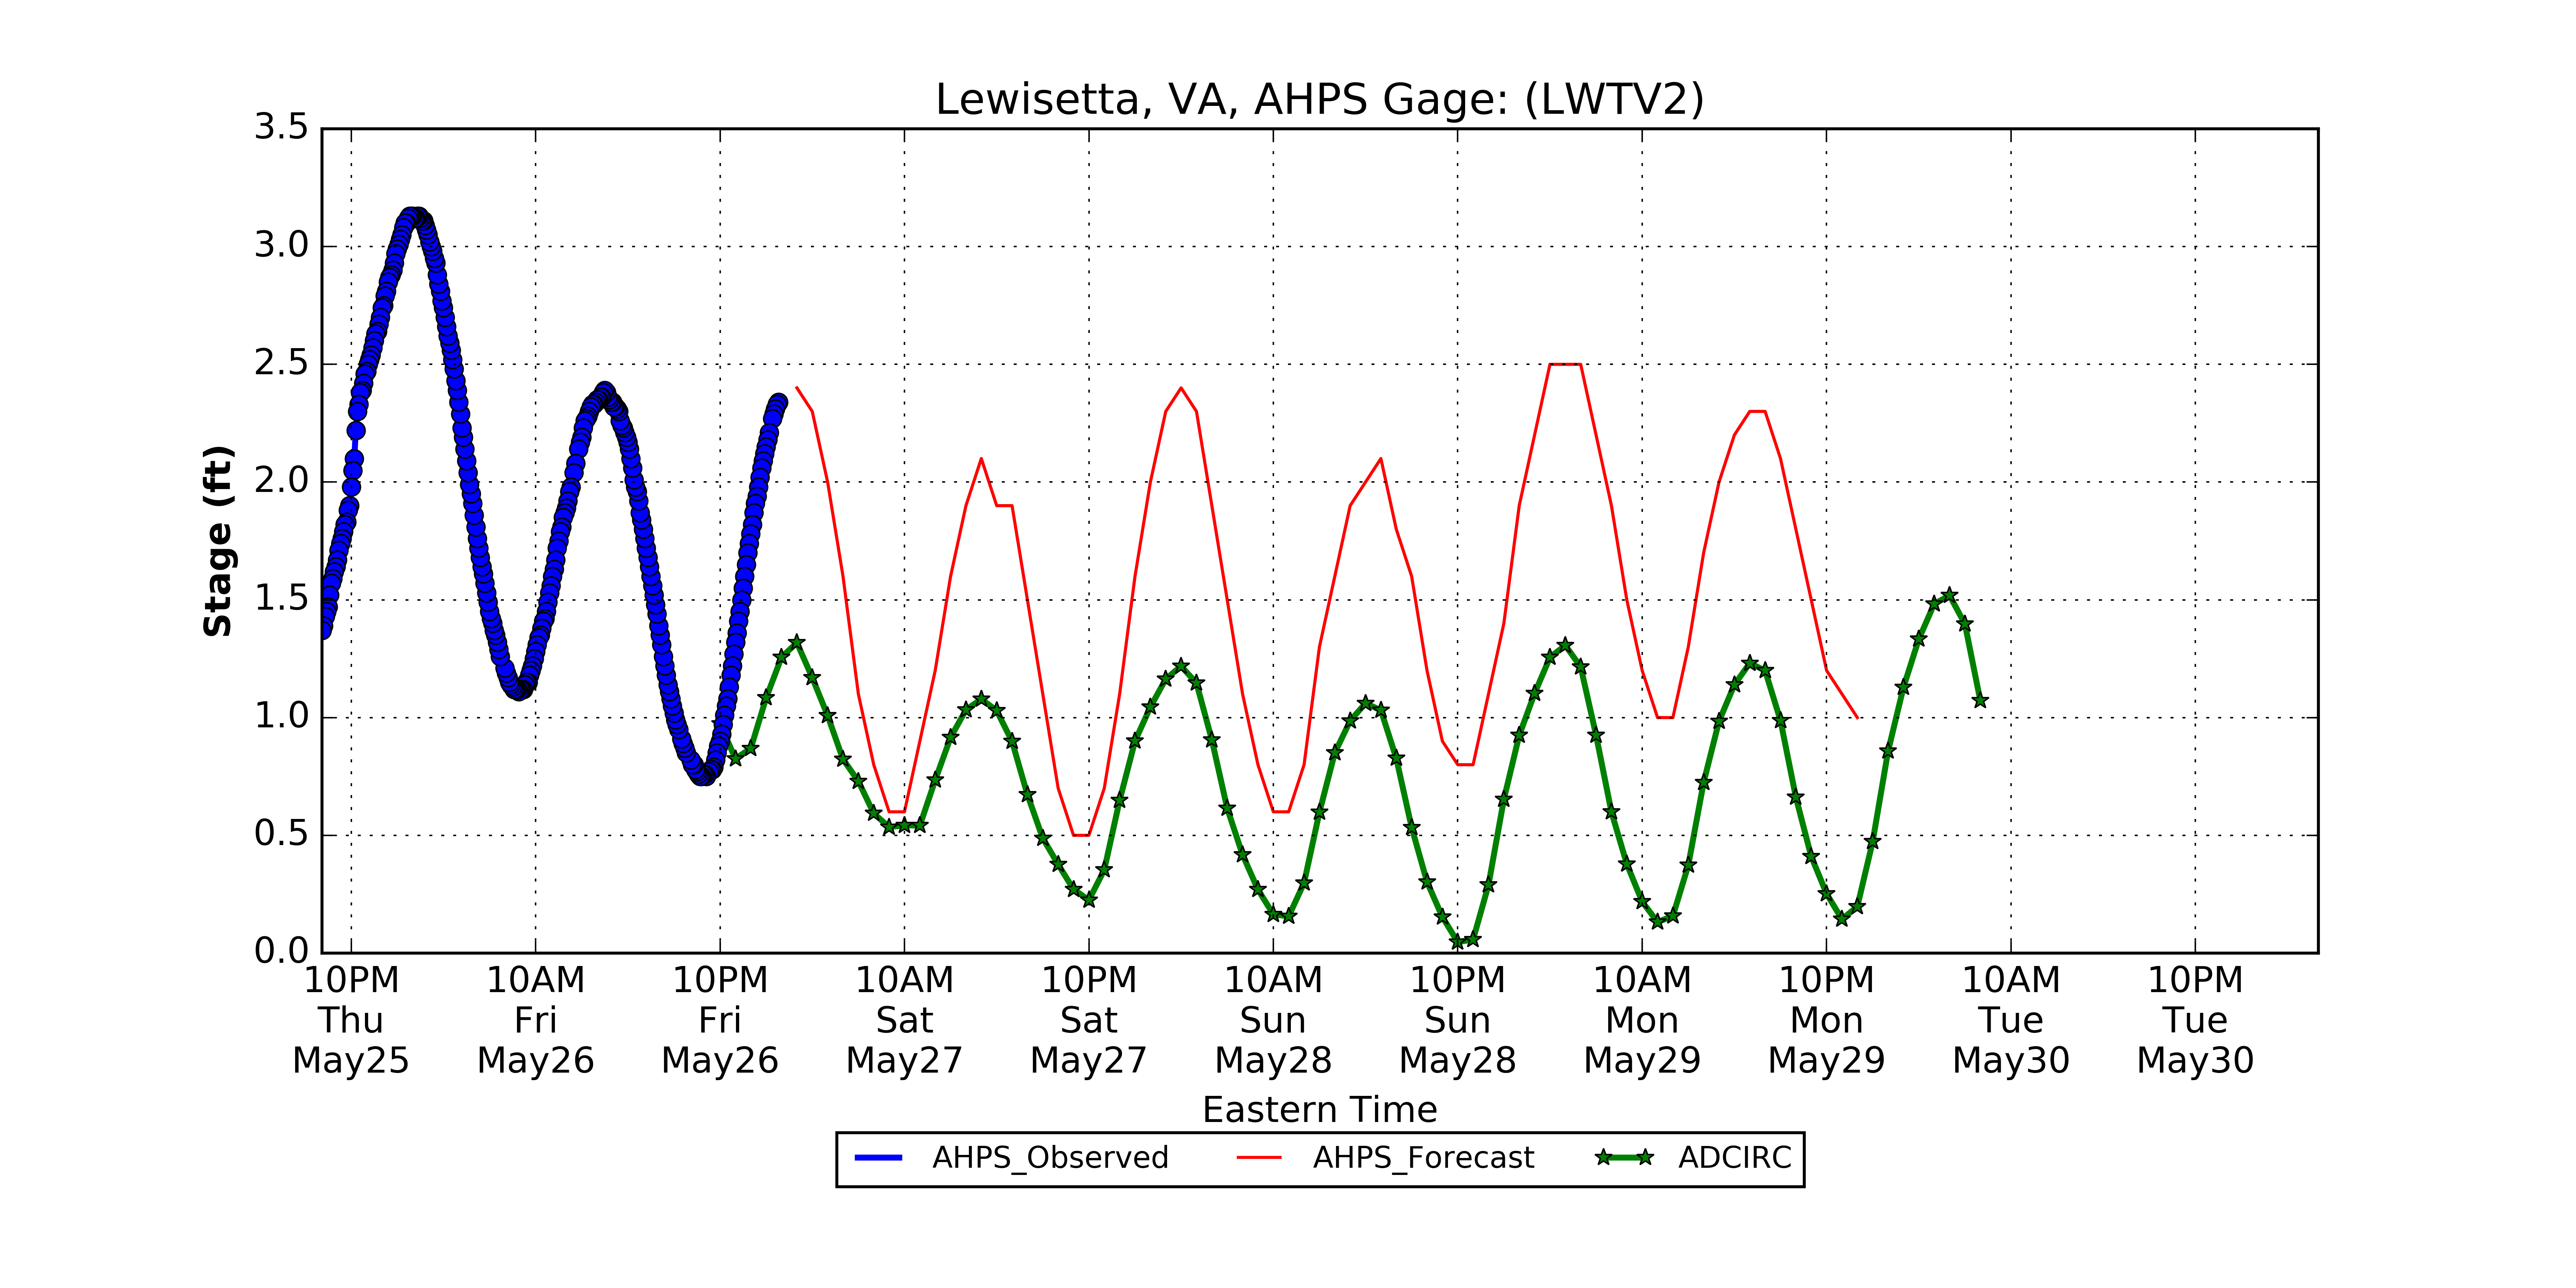 Lewisetta, VA, AHPS Gage: (LWTV2)
3.5
3.0
2.5
2.0
1.5
1.0
0.5
0.0
Stage (ft)
10PM 10AM 10PM 10AM 10PM 10AM 10PM 10AM 10PM 10AM 10PM
Thu Fri Fri Sat Sat Sun Sun Mon Mon Tue Tue
May25 May26 May26 May27 May27 May28 May28 May29 May29 May30 May30
Eastern Time
AHPS_Observed AHPS_Forecast ADCIRC